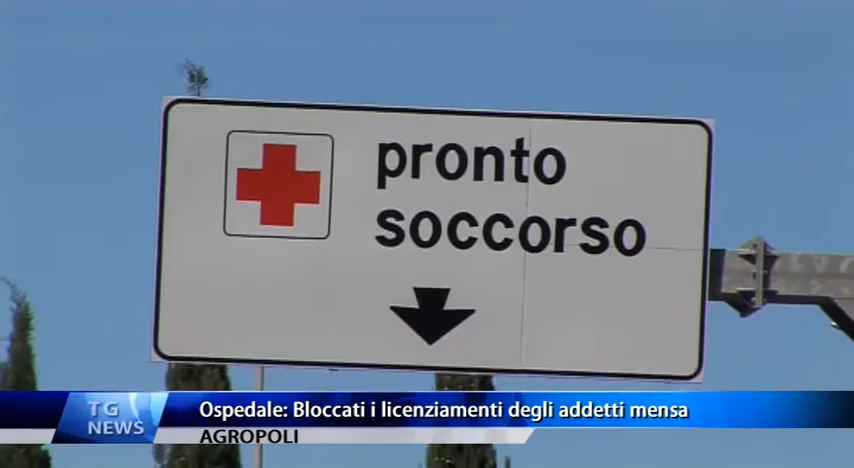 pronto
soccorso
TG
NEWS
Ospedale: Bloccati i licenziamenti degli addetti mensa
AGROPOLI